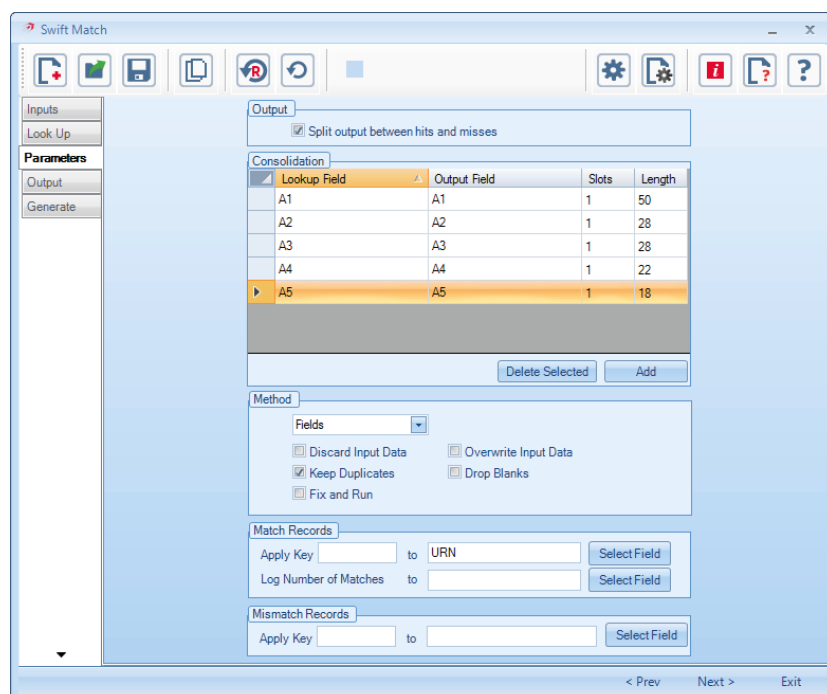 Swift Match
Inputs
Look Up
Parameters
Output
Generate
Output
Split output between hits and misses
Consolidation
Lookup Field Output Field Slots Length
A1 A1 1 50
A2 A2 1 28
A3 A3 1 28
A4 A4 1 22
A5 A5 1 18
Delete Selected Add
Method
Fields
Discard Input Data Overwrite Input Data
Keep Duplicates Drop Blanks
Fix and Run
Match Records
Apply Key to URN Select Field
Log Number of Matches to Select Field
Mismatch Records
Apply Key to Select Field
< Prev Next > Exit